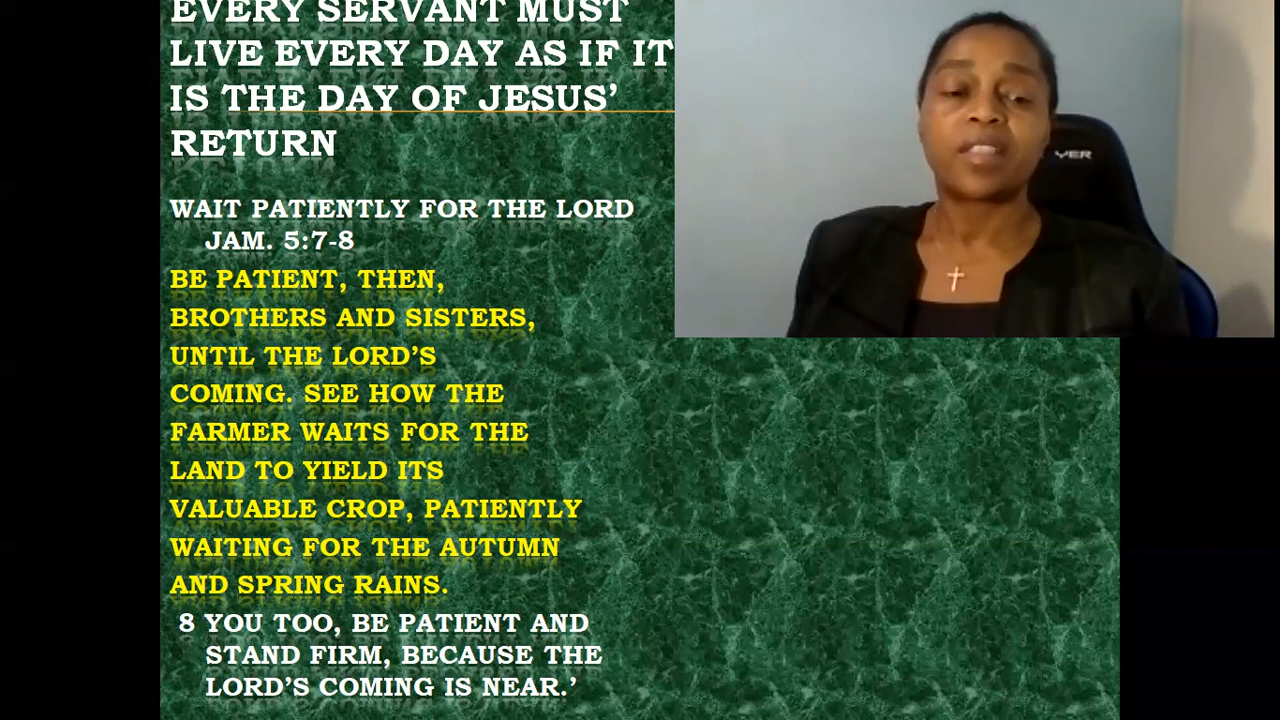 EVERY SERVANT MUST
LIVE EVERY DAY AS IF IT
IS THE DAY OF JESUS’
RETURN
WAIT PATIENTLY FOR THE LORD
JAM. 5:7-8
BE PATIENT, THEN,
BROTHERS AND SISTERS,
UNTIL THE LORD’S
COMING. SEE HOW THE
FARMER WAITS FOR THE
LAND TO YIELD ITS
VALUABLE CROP, PATIENTLY
WAITING FOR THE AUTUMN
AND SPRING RAINS.
8 YOU TOO, BE PATIENT AND
STAND FIRM, BECAUSE THE
LORD’S COMING IS NEAR.’
YER